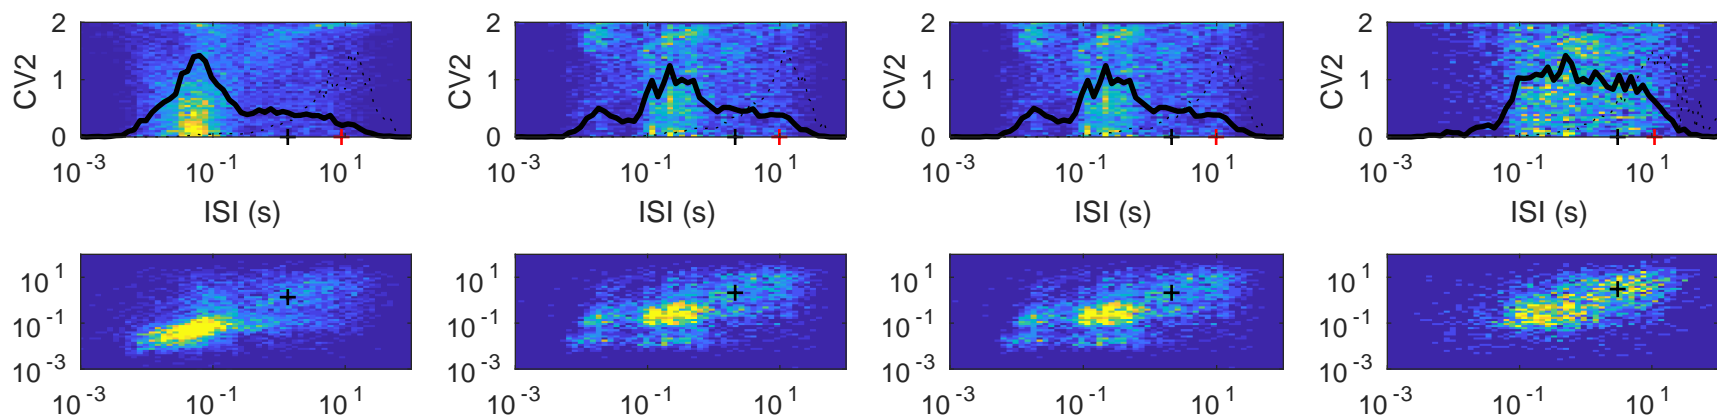 2 2 2 2
CV2 CV2 CV2 CV2
1 1 1 1
0 0 0 0
10^-3 10^-1 10^1 10^-3 10^-1 10^1 10^-3 10^-1 10^1 10^-3 10^-1 10^1
ISI (s) ISI (s) ISI (s) ISI (s)
10^1 10^1 10^1 10^1
10^-1 10^-1 10^-1 10^-1
10^-3 10^-3 10^-3 10^-3
10^-3 10^-1 10^1 10^-3 10^-1 10^1 10^-3 10^-1 10^1 10^-3 10^-1 10^1